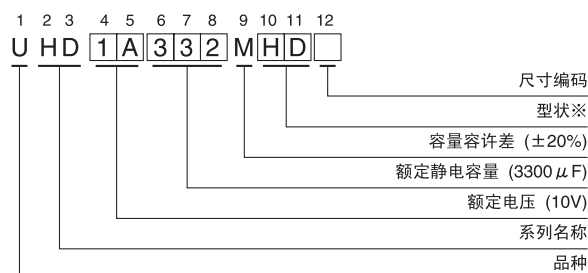 1 2 3 4 5 6 7 8 9 10 11 12
U H D 1 A 3 3 2 M H D
尺寸编码
型状※
容量容许差 (±20%)
额定静电容量 (3300μF)
额定电压 (10V)
系列名称
品种